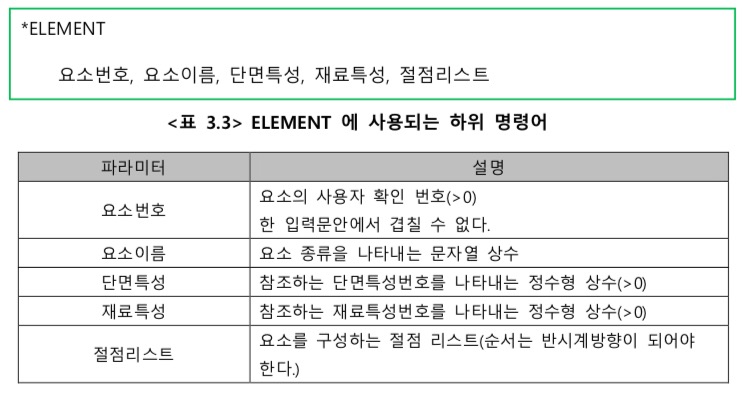 *ELEMENT
요소번호, 요소이름, 단면특성, 재료특성, 절점리스트
<표 3.3> ELEMENT 에 사용되는 하위 명령어
파라미터 설명
요소번호 요소의 사용자 확인 번호(>0)
한 입력문안에서 겹칠 수 없다.
요소이름 요소 종류을 나타내는 문자열 상수
단면특성 참조하는 단면특성번호를 나타내는 정수형 상수(>0)
재료특성 참조하는 재료특성번호를 나타내는 정수형 상수(>0)
절점리스트 요소를 구성하는 절점 리스트(순서는 반시계방향이 되어야
한다.)